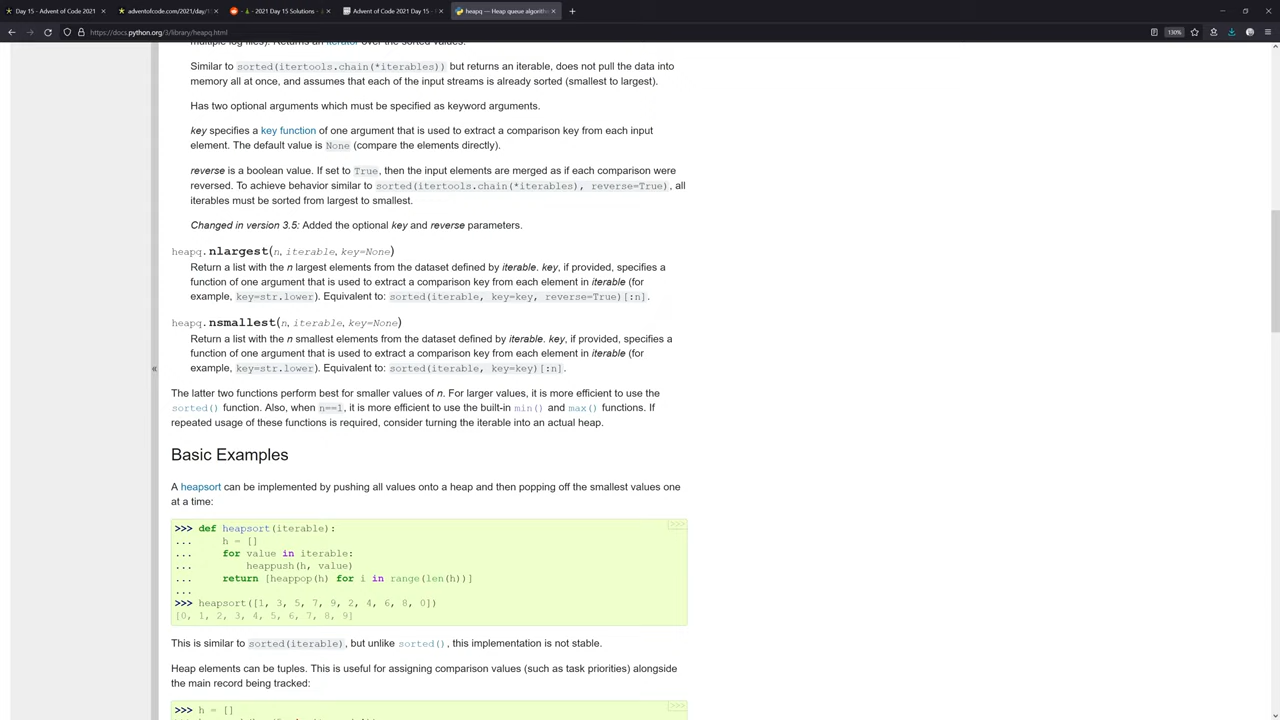 Day 15 - Advent of Code 2021
adventofcode.com/2021/day/1
- 2021 Day 15 Solutions -
Advent of Code 2021 Day 15 -
heapq — Heap queue algorith
https://docs.python.org/3/library/heapq.html
130%
multiple log files). Returns an iterator over the sorted values.
Similar to sorted(itertools.chain(*iterables)) but returns an iterable, does not pull the data into
memory all at once, and assumes that each of the input streams is already sorted (smallest to largest).
Has two optional arguments which must be specified as keyword arguments.
key specifies a key function of one argument that is used to extract a comparison key from each input
element. The default value is None (compare the elements directly).
reverse is a boolean value. If set to True, then the input elements are merged as if each comparison were
reversed. To achieve behavior similar to sorted(itertools.chain(*iterables), reverse=True), all
iterables must be sorted from largest to smallest.
Changed in version 3.5: Added the optional key and reverse parameters.
heapq.nlargest(n, iterable, key=None)
Return a list with the n largest elements from the dataset defined by iterable. key, if provided, specifies a
function of one argument that is used to extract a comparison key from each element in iterable (for
example, key=str.lower). Equivalent to: sorted(iterable, key=key, reverse=True)[:n].
heapq.nsmallest(n, iterable, key=None)
Return a list with the n smallest elements from the dataset defined by iterable. key, if provided, specifies a
function of one argument that is used to extract a comparison key from each element in iterable (for
example, key=str.lower). Equivalent to: sorted(iterable, key=key)[:n].
«
The latter two functions perform best for smaller values of n. For larger values, it is more efficient to use the
sorted() function. Also, when n==1, it is more efficient to use the built-in min() and max() functions. If
repeated usage of these functions is required, consider turning the iterable into an actual heap.
Basic Examples
A heapsort can be implemented by pushing all values onto a heap and then popping off the smallest values one
at a time:
>>>
>>> def heapsort(iterable):
... h = []
... for value in iterable:
... heappush(h, value)
... return [heappop(h) for i in range(len(h))]
...
>>> heapsort([1, 3, 5, 7, 9, 2, 4, 6, 8, 0])
[0, 1, 2, 3, 4, 5, 6, 7, 8, 9]
This is similar to sorted(iterable), but unlike sorted(), this implementation is not stable.
Heap elements can be tuples. This is useful for assigning comparison values (such as task priorities) alongside
the main record being tracked:
>>>
>>> h = []